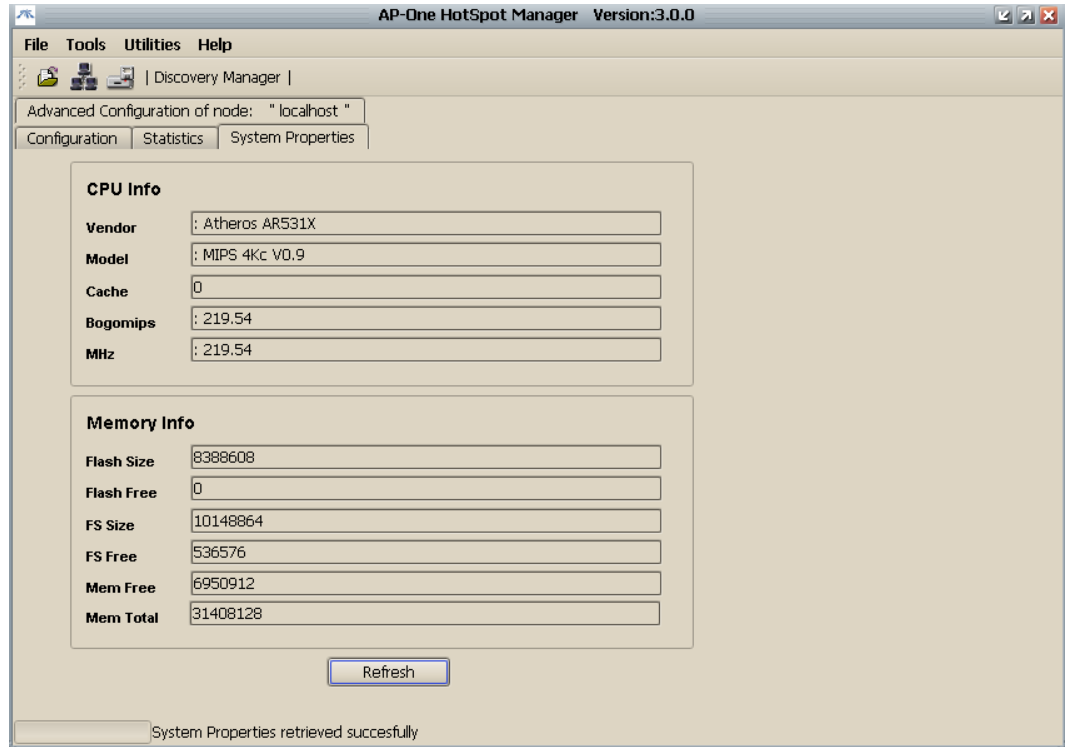 AP-One HotSpot Manager Version:3.0.0
File Tools Utilities Help
| Discovery Manager |
Advanced Configuration of node: " localhost "
Configuration Statistics System Properties
CPU Info
Vendor : Atheros AR531X
Model : MIPS 4Kc V0.9
Cache 0
Bogomips : 219.54
MHz : 219.54
Memory Info
Flash Size 8388608
Flash Free 0
FS Size 10148864
FS Free 536576
Mem Free 6950912
Mem Total 31408128
Refresh
System Properties retrieved succesfully